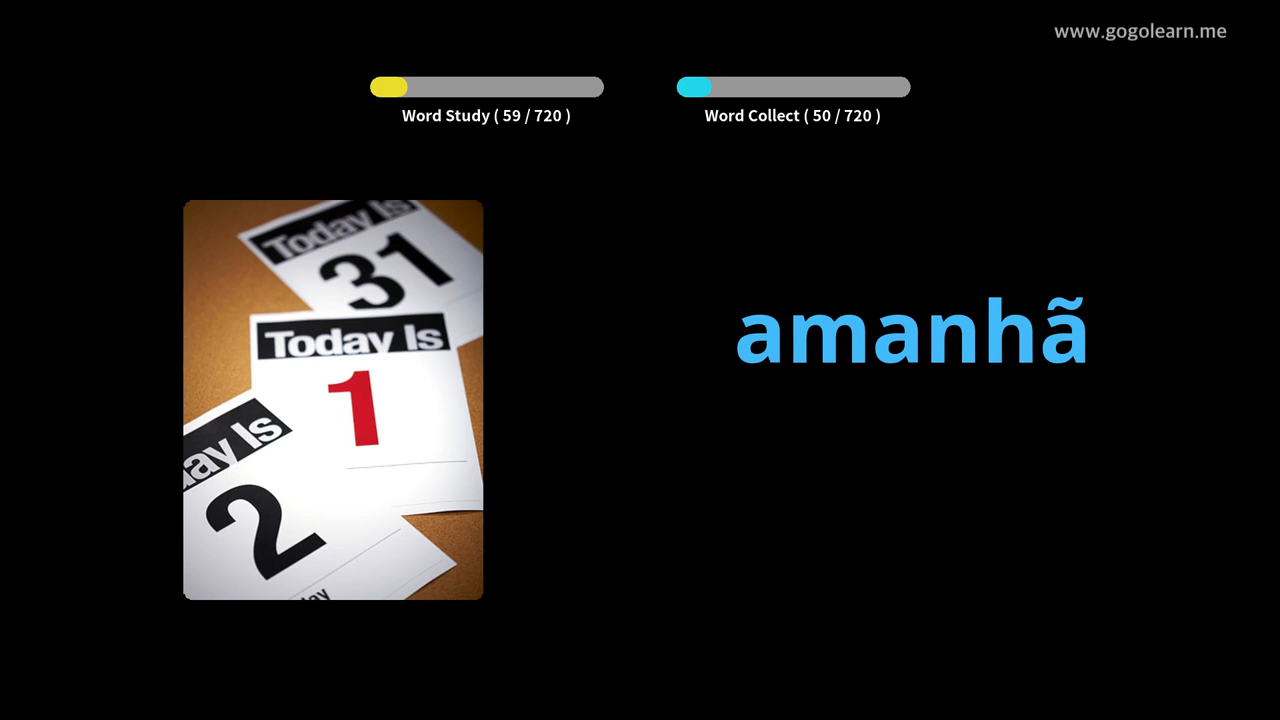 www.gogolearn.me
Word Study ( 59 / 720 )
Word Collect ( 50 / 720 )
Today Is
31
Today Is
1
ay Is
2
amanhã